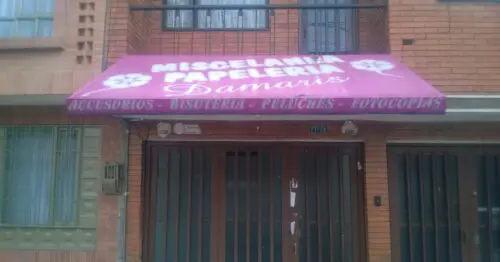 MISCELANEA
PAPELERIA
Damaris
ACCESORIOS - BISUTERIA - PELUCHES - FOTOCOPIAS